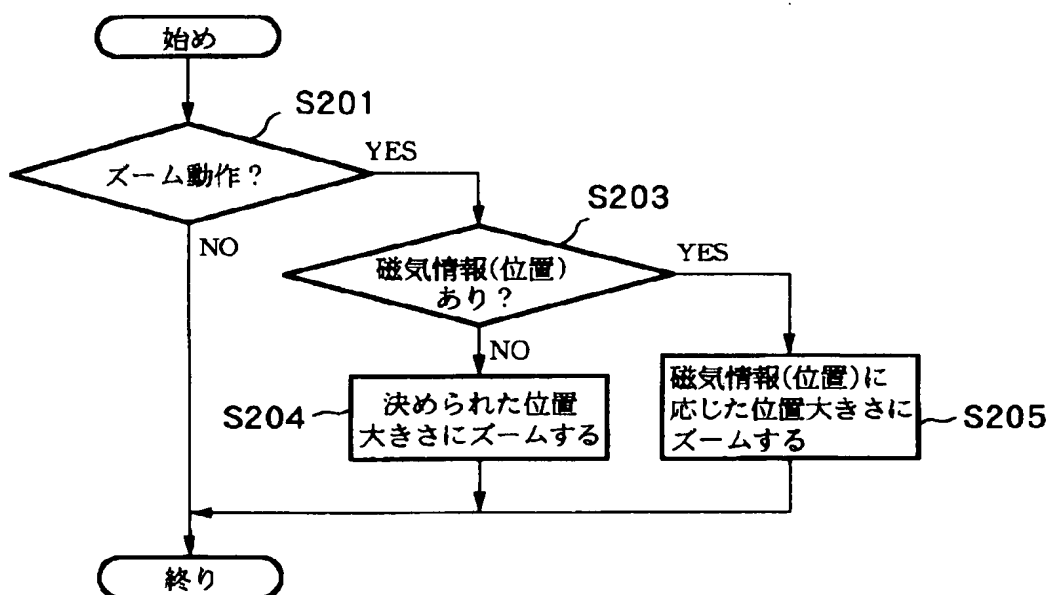 始め
S201
ズーム動作？
YES
NO
S203
磁気情報(位置)
あり？
YES
NO
S204
決められた位置
大きさにズームする
磁気情報(位置)に
応じた位置大きさに
ズームする
S205
終り